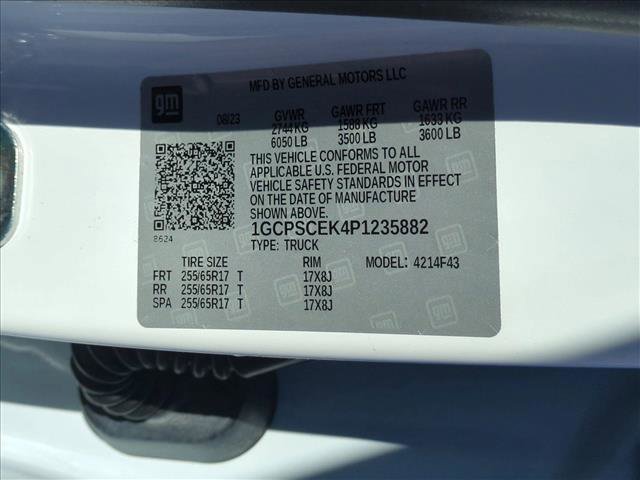 MFD BY GENERAL MOTORS LLC
gm
08/23 GVWR GAWR FRT GAWR RR
2744 KG 1588 KG 1633 KG
6050 LB 3500 LB 3600 LB
THIS VEHICLE CONFORMS TO ALL
APPLICABLE U.S. FEDERAL MOTOR
VEHICLE SAFETY STANDARDS IN EFFECT
ON THE DATE OF MANUFACTURE
SHOWN ABOVE.
1GCPSCEK4P1235882
8624
TYPE: TRUCK
TIRE SIZE RIM MODEL: 4214F43
FRT 255/65R17 T 17X8J
RR 255/65R17 T 17X8J
SPA 255/65R17 T 17X8J